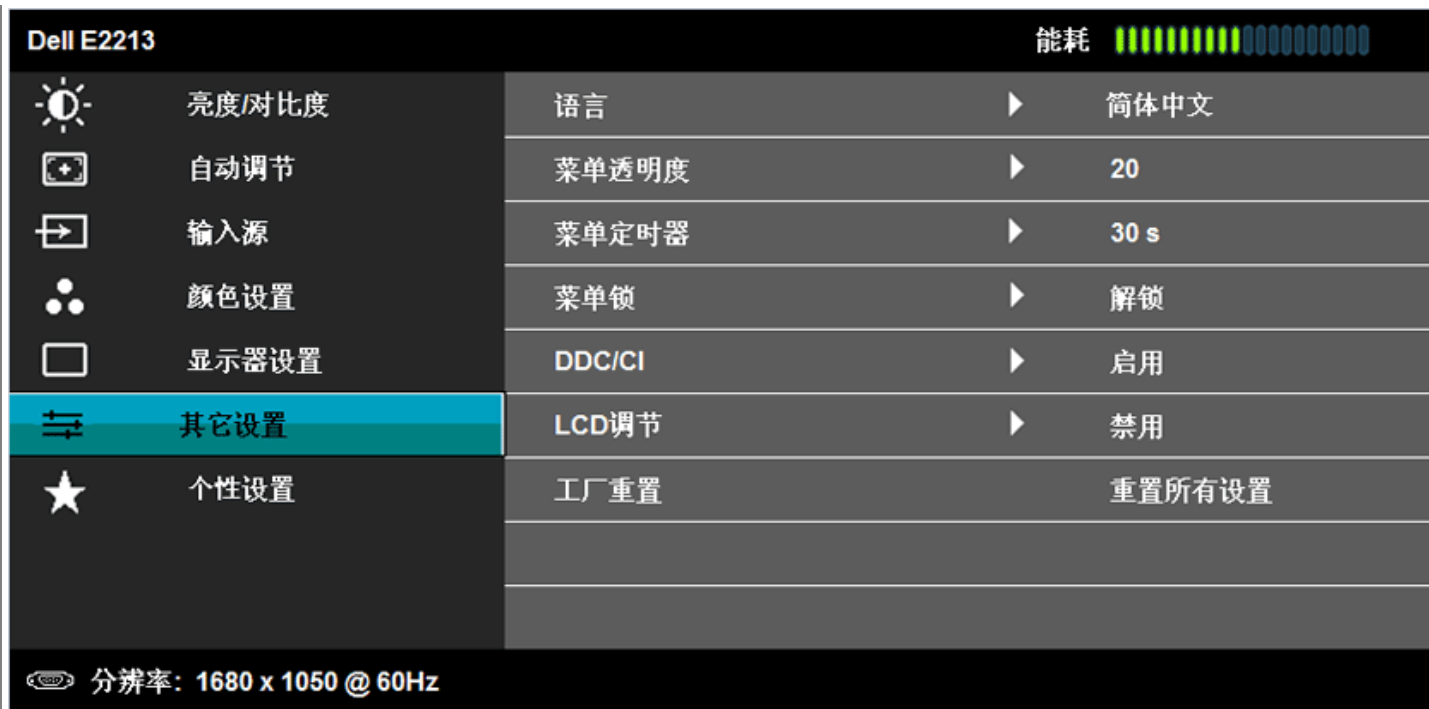 Dell E2213 能耗
亮度/对比度 语言 简体中文
自动调节 菜单透明度 20
输入源 菜单定时器 30 s
颜色设置 菜单锁 解锁
显示器设置 DDC/CI 启用
其它设置 LCD调节 禁用
个性设置 工厂重置 重置所有设置
分辨率: 1680 x 1050 @ 60Hz